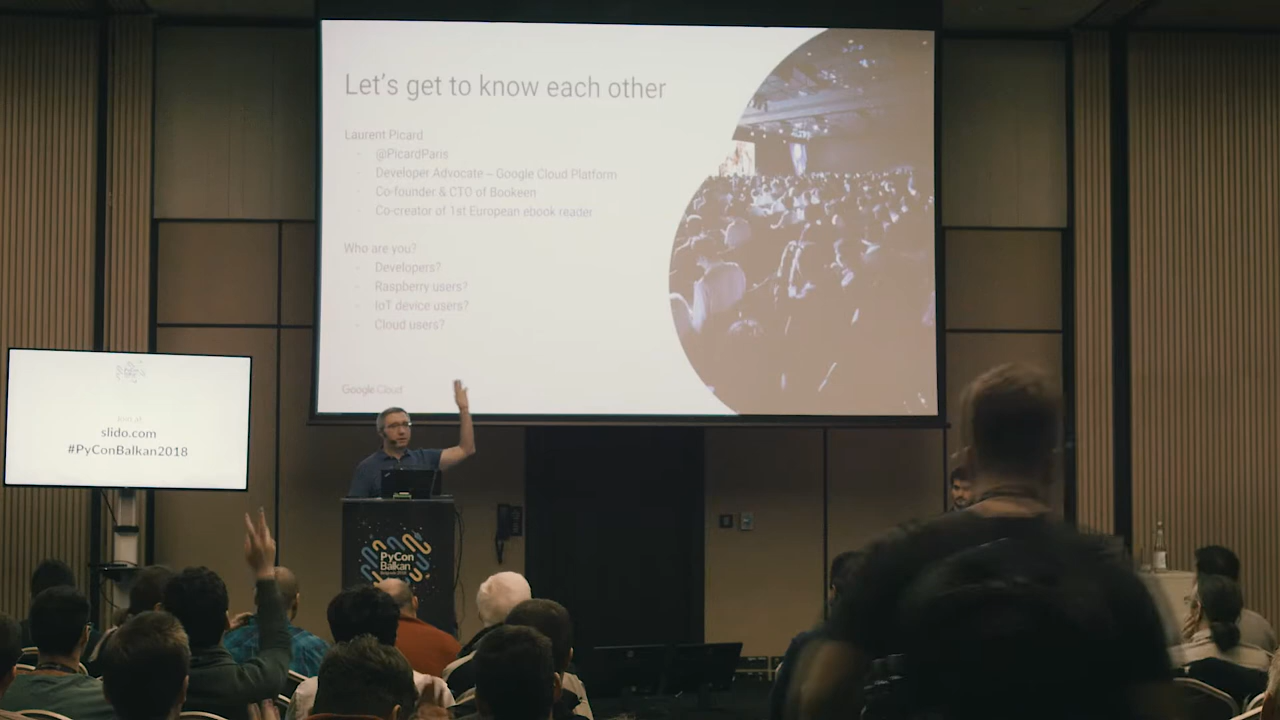 Let's get to know each other
Laurent Picard
- @PicardParis
- Developer Advocate – Google Cloud Platform
- Co-founder & CTO of Bookeen
- Co-creator of 1st European ebook reader
Who are you?
- Developers?
- Raspberry users?
- IoT device users?
- Cloud users?
Google Cloud
Join at
slido.com
#PyConBalkan2018
PyCon
Balkan